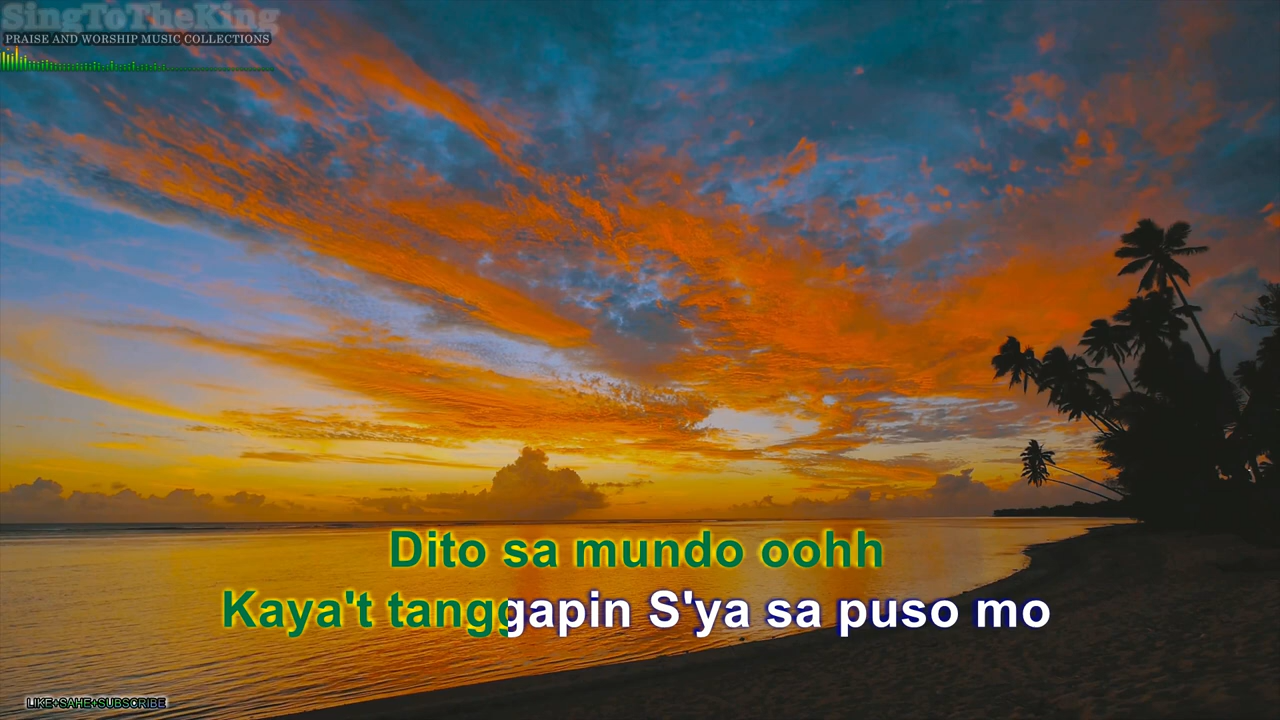 SingToTheKing
PRAISE AND WORSHIP MUSIC COLLECTIONS
Dito sa mundo oohh
Kaya't tanggapin S'ya sa puso mo
LIKE+SAHE+SUBSCRIBE